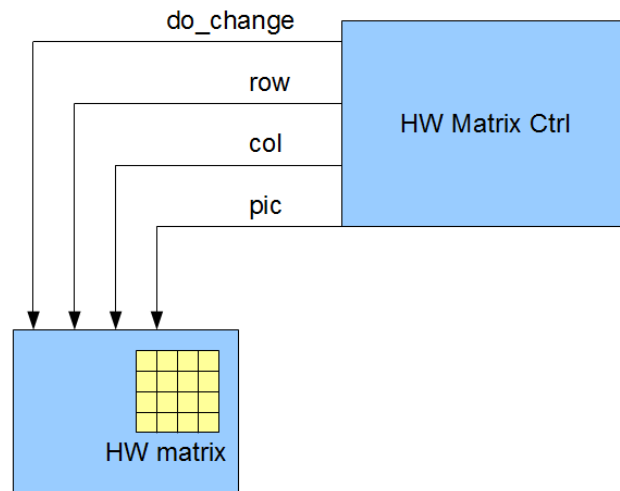 do_change
row
HW Matrix Ctrl
col
pic
HW matrix